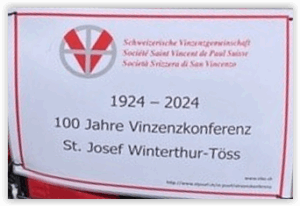 Schweizerische Vinzenzgemeinschaft
Société Saint Vincent de Paul Suisse
Società Svizzera di San Vincenzo
1924 – 2024
100 Jahre Vinzenzkonferenz
St. Josef Winterthur-Töss